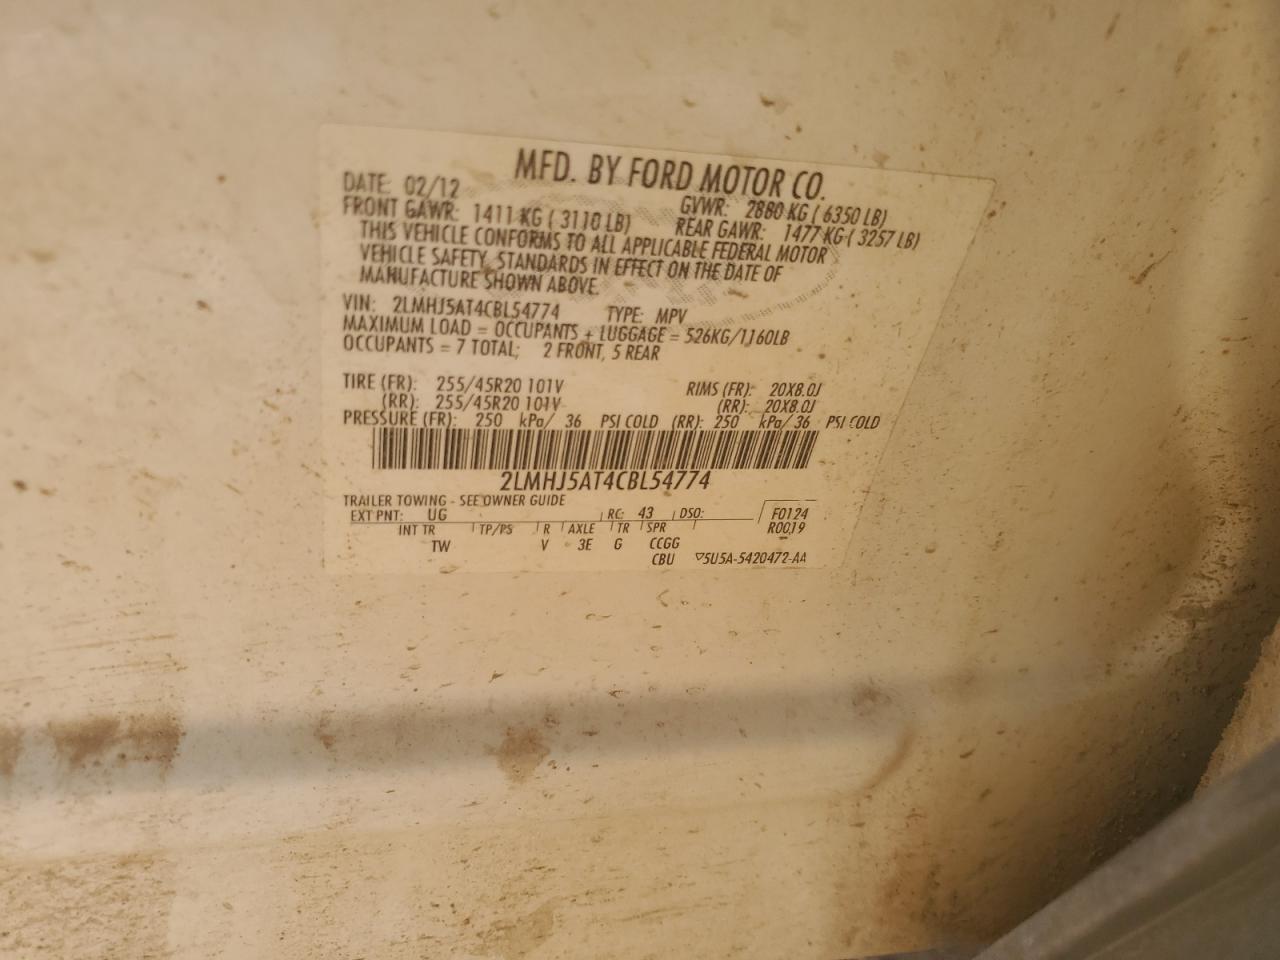 MFD. BY FORD MOTOR CO.
DATE: 02/12 GVWR: 2880 KG ( 6350 LB)
FRONT GAWR: 1411 KG ( 3110 LB) REAR GAWR: 1477 KG ( 3257 LB)
THIS VEHICLE CONFORMS TO ALL APPLICABLE FEDERAL MOTOR
VEHICLE SAFETY STANDARDS IN EFFECT ON THE DATE OF
MANUFACTURE SHOWN ABOVE.
VIN: 2LMHJ5AT4CBL54774 TYPE: MPV
MAXIMUM LOAD = OCCUPANTS + LUGGAGE = 526KG/1160LB
OCCUPANTS = 7 TOTAL; 2 FRONT, 5 REAR
TIRE (FR): 255/45R20 101V RIMS (FR): 20X8.0J
(RR): 255/45R20 101V (RR): 20X8.0J
PRESSURE (FR): 250 kPa/ 36 PSI COLD (RR): 250 kPa/ 36 PSI COLD
2LMHJ5AT4CBL54774
TRAILER TOWING - SEE OWNER GUIDE
EXT PNT: UG RC: 43 DSO: F0124
INT TR TP/PS R AXLE TR SPR R0019
TW V 3E G CCGG
CBU ▽5U5A-5420472-AA